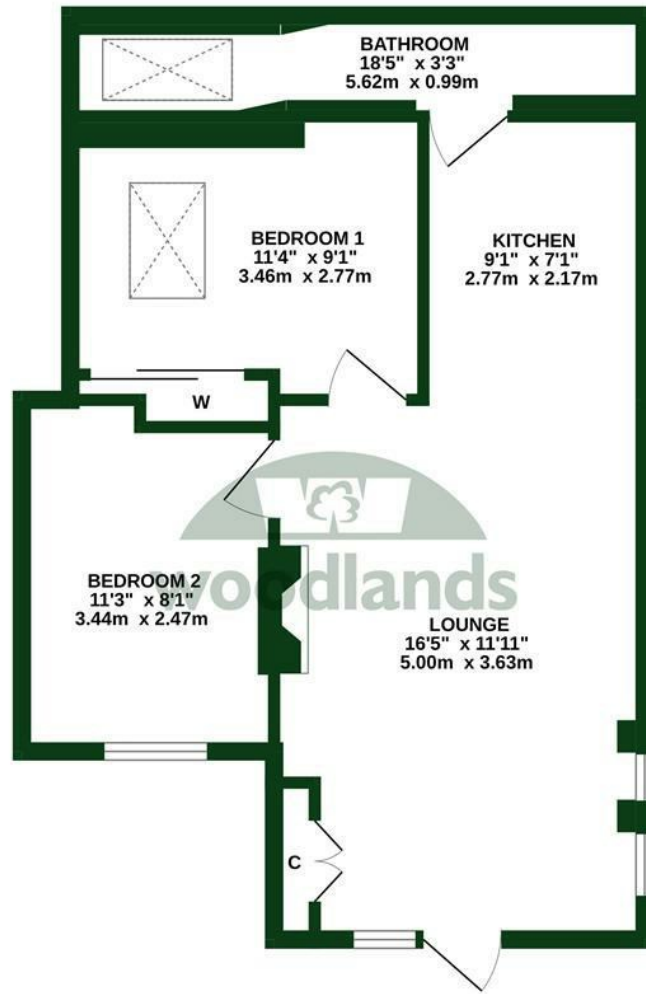 BATHROOM
18'5" x 3'3"
5.62m x 0.99m
BEDROOM 1
11'4" x 9'1"
3.46m x 2.77m
KITCHEN
9'1" x 7'1"
2.77m x 2.17m
W
BEDROOM 2
11'3" x 8'1"
3.44m x 2.47m
woodlands
LOUNGE
16'5" x 11'11"
5.00m x 3.63m
C